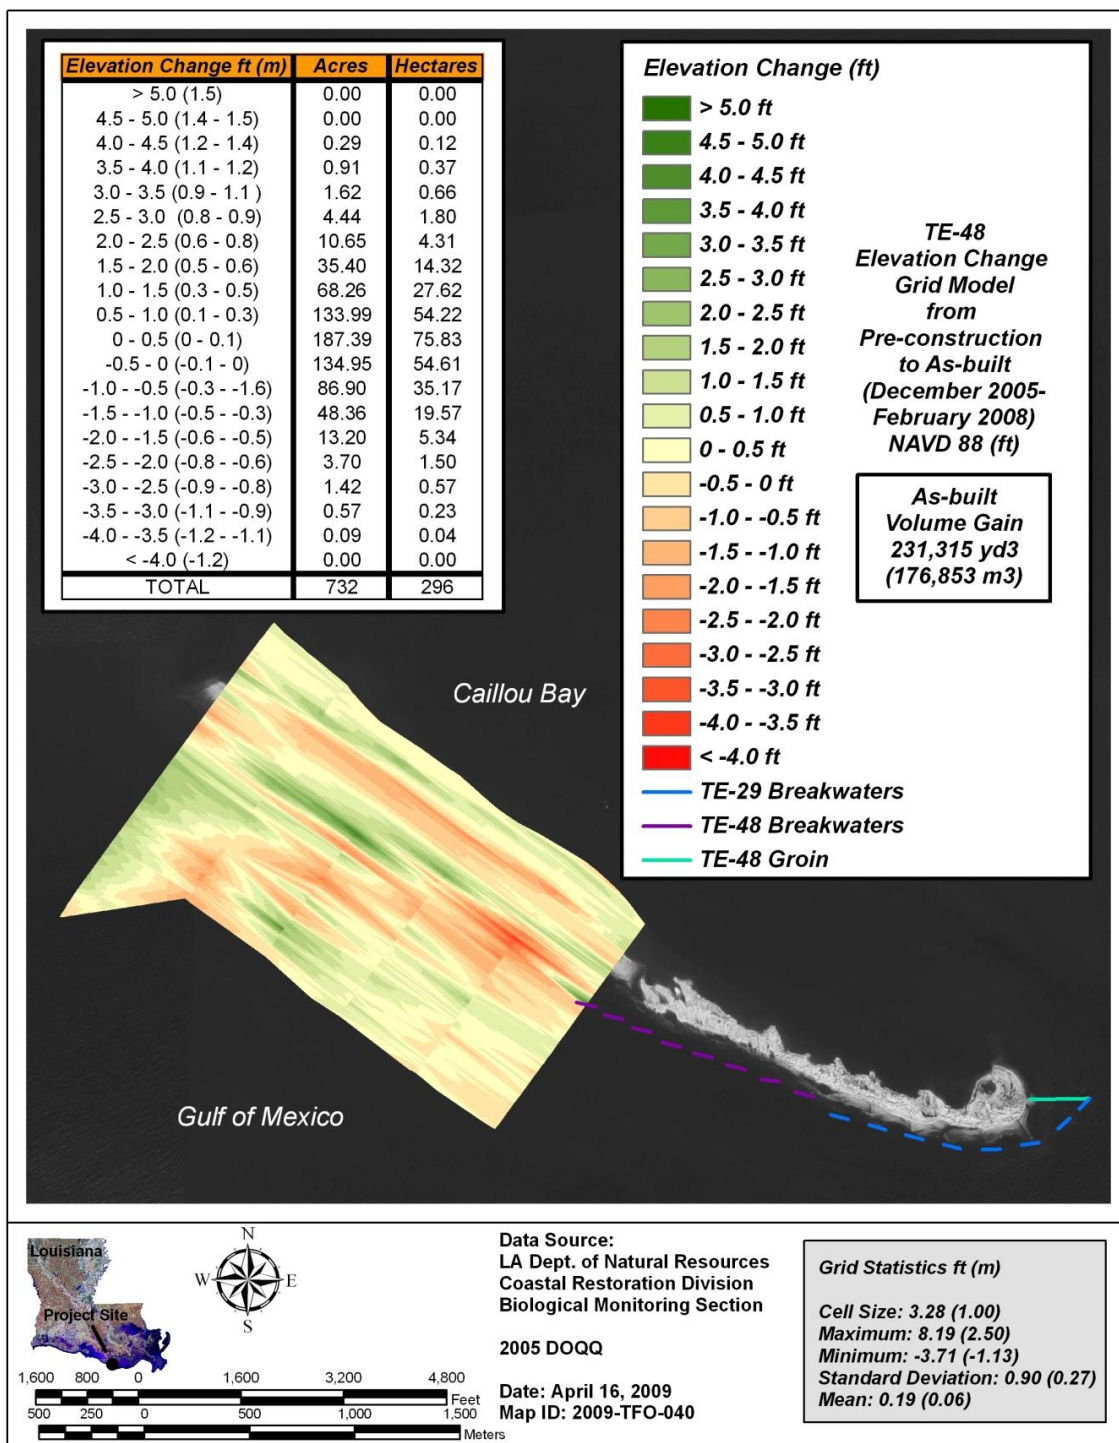 Elevation Change ft (m) Acres Hectares
> 5.0 (1.5) 0.00 0.00
4.5 - 5.0 (1.4 - 1.5) 0.00 0.00
4.0 - 4.5 (1.2 - 1.4) 0.29 0.12
3.5 - 4.0 (1.1 - 1.2) 0.91 0.37
3.0 - 3.5 (0.9 - 1.1 ) 1.62 0.66
2.5 - 3.0 (0.8 - 0.9) 4.44 1.80
2.0 - 2.5 (0.6 - 0.8) 10.65 4.31
1.5 - 2.0 (0.5 - 0.6) 35.40 14.32
1.0 - 1.5 (0.3 - 0.5) 68.26 27.62
0.5 - 1.0 (0.1 - 0.3) 133.99 54.22
0 - 0.5 (0 - 0.1) 187.39 75.83
-0.5 - 0 (-0.1 - 0) 134.95 54.61
-1.0 - -0.5 (-0.3 - -1.6) 86.90 35.17
-1.5 - -1.0 (-0.5 - -0.3) 48.36 19.57
-2.0 - -1.5 (-0.6 - -0.5) 13.20 5.34
-2.5 - -2.0 (-0.8 - -0.6) 3.70 1.50
-3.0 - -2.5 (-0.9 - -0.8) 1.42 0.57
-3.5 - -3.0 (-1.1 - -0.9) 0.57 0.23
-4.0 - -3.5 (-1.2 - -1.1) 0.09 0.04
< -4.0 (-1.2) 0.00 0.00
TOTAL 732 296
Elevation Change (ft)
> 5.0 ft
4.5 - 5.0 ft
4.0 - 4.5 ft
3.5 - 4.0 ft
3.0 - 3.5 ft
2.5 - 3.0 ft
2.0 - 2.5 ft
1.5 - 2.0 ft
1.0 - 1.5 ft
0.5 - 1.0 ft
0 - 0.5 ft
-0.5 - 0 ft
-1.0 - -0.5 ft
-1.5 - -1.0 ft
-2.0 - -1.5 ft
-2.5 - -2.0 ft
-3.0 - -2.5 ft
-3.5 - -3.0 ft
-4.0 - -3.5 ft
< -4.0 ft
TE-29 Breakwaters
TE-48 Breakwaters
TE-48 Groin
TE-48
Elevation Change
Grid Model
from
Pre-construction
to As-built
(December 2005-
February 2008)
NAVD 88 (ft)
As-built
Volume Gain
231,315 yd3
(176,853 m3)
Caillou Bay
Gulf of Mexico
Louisiana
Project Site
N
W E
S
1,600 800 0 1,600 3,200 4,800
Feet
500 250 0 500 1,000 1,500
Meters
Data Source:
LA Dept. of Natural Resources
Coastal Restoration Division
Biological Monitoring Section
2005 DOQQ
Date: April 16, 2009
Map ID: 2009-TFO-040
Grid Statistics ft (m)
Cell Size: 3.28 (1.00)
Maximum: 8.19 (2.50)
Minimum: -3.71 (-1.13)
Standard Deviation: 0.90 (0.27)
Mean: 0.19 (0.06)